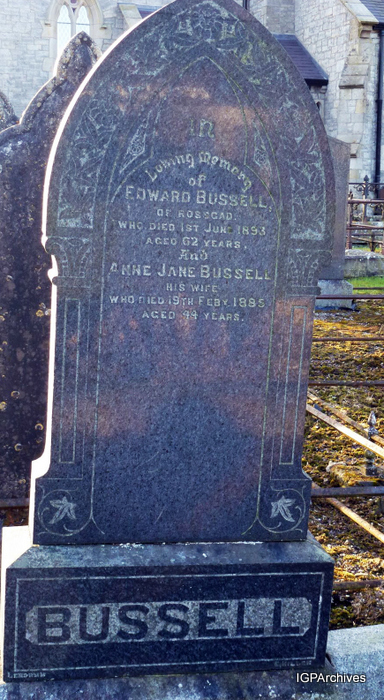 In
Loving Memory
of
EDWARD BUSSELL,
OF ROSSCAD,
WHO DIED 1ST JUNE 1893
AGED 62 YEARS.
And
ANNE JANE BUSSELL
HIS WIFE
WHO DIED 19TH FEBY 1885
AGED 44 YEARS.
BUSSELL
IGPArchives